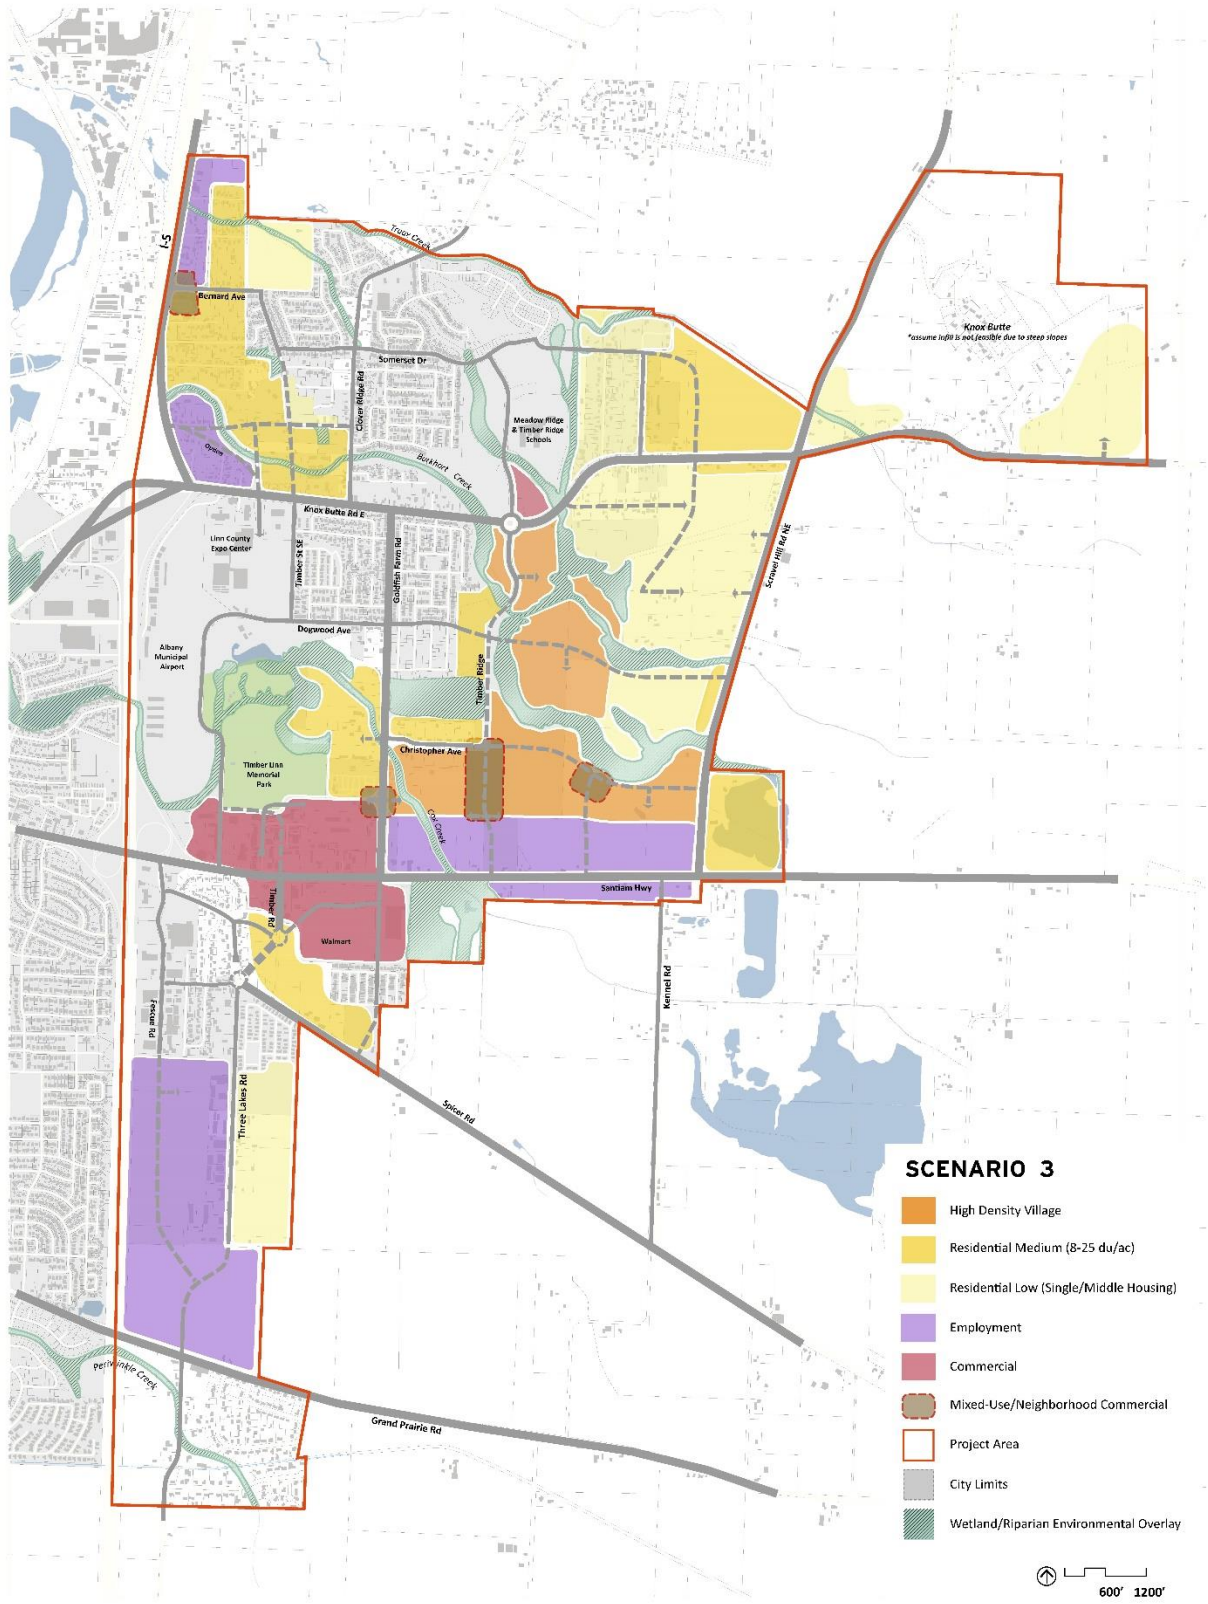 I-5
Truax Creek
Bernard Ave
Knox Butte
*assume infill is not feasible due to steep slopes
Somerset Dr
Clover Ridge Rd
Meadow Ridge
& Timber Ridge
Schools
Option
Burkhart Creek
Knox Butte Rd E
Linn County
Expo Center
Timber St SE
Goldfish Farm Rd
Scravel Hill Rd NE
Dogwood Ave
Albany
Municipal
Airport
Timber Ridge
Christopher Ave
Timber Linn
Memorial
Park
Cox Creek
Santiam Hwy
Timber Rd
Walmart
Kennel Rd
Fescue Rd
Three Lakes Rd
Spicer Rd
Periwinkle Creek
Grand Prairie Rd
SCENARIO 3
High Density Village
Residential Medium (8-25 du/ac)
Residential Low (Single/Middle Housing)
Employment
Commercial
Mixed-Use/Neighborhood Commercial
Project Area
City Limits
Wetland/Riparian Environmental Overlay
600' 1200'